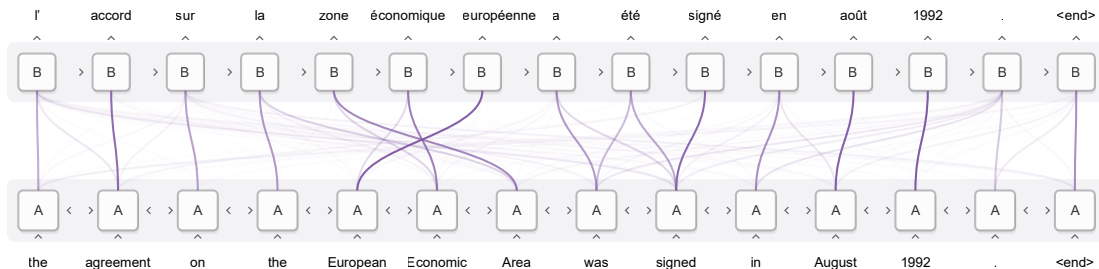 l' accord sur la zone économique européenne a été signé en août 1992 . <end>
B B B B B B B B B B B B B B B
A A A A A A A A A A A A A A
the agreement on the European Economic Area was signed in August 1992 . <end>